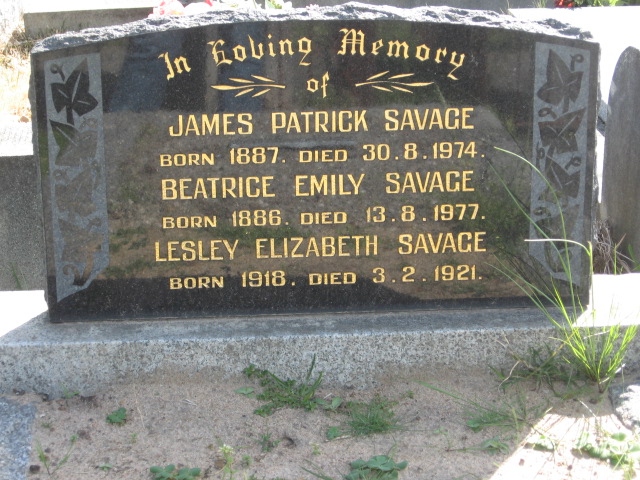 In Loving Memory
of
JAMES PATRICK SAVAGE
BORN 1887. DIED 30.8.1974.
BEATRICE EMILY SAVAGE
BORN 1886. DIED 13.8.1977.
LESLEY ELIZABETH SAVAGE
BORN 1918. DIED 3.2.1921.